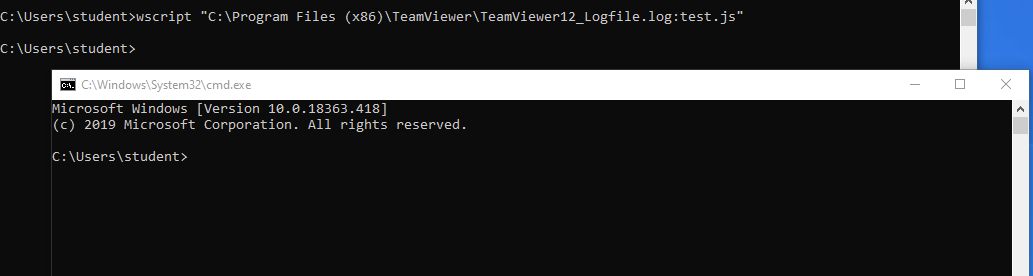 C:\Users\student>wscript "C:\Program Files (x86)\TeamViewer\TeamViewer12_Logfile.log:test.js"
C:\Users\student>
C:\Windows\System32\cmd.exe
Microsoft Windows [Version 10.0.18363.418]
(c) 2019 Microsoft Corporation. All rights reserved.
C:\Users\student>